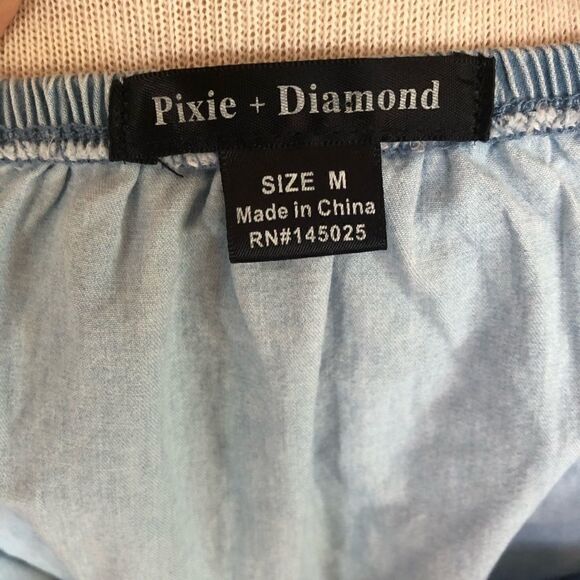 Pixie + Diamond
SIZE M
Made in China
RN#145025